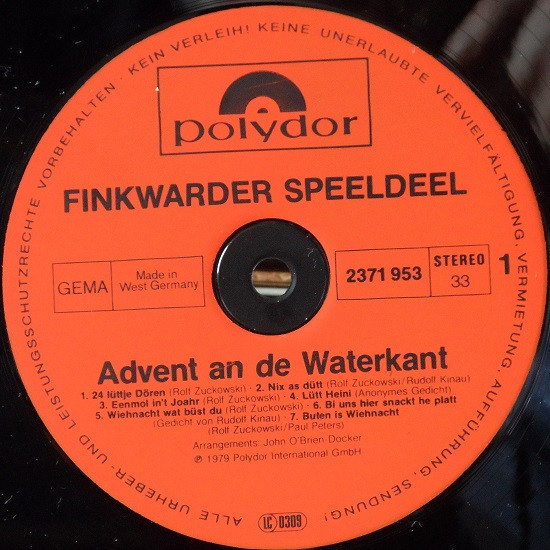 ALLE URHEBER- UND LEISTUNGSSCHUTZRECHTE VORBEHALTEN · KEIN VERLEIH! KEINE UNERLAUBTE VERVIELFÄLTIGUNG, VERMIETUNG, AUFFÜHRUNG, SENDUNG!
polydor
FINKWARDER SPEELDEEL
GEMA
Made in
West Germany
2371 953
STEREO
33
1
Advent an de Waterkant
1. 24 lüttje Dören (Rolf Zuckowski) · 2. Nix as dütt (Rolf Zuckowski/Rudolf Kinau)
3. Eenmol in't Joahr (Rolf Zuckowski) · 4. Lütt Heini (Anonymes Gedicht)
5. Wiehnacht wat büst du (Rolf Zuckowski) · 6. Bi uns hier snackt he platt
(Gedicht von Rudolf Kinau) · 7. Buten is Wiehnacht
(Rolf Zuckowski/Paul Peters)
Arrangements: John O'Brien-Docker
℗ 1979 Polydor International GmbH
LC 0309